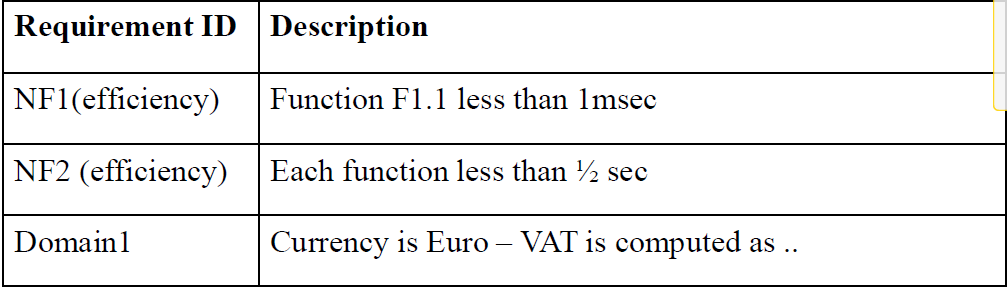 Requirement ID Description
NF1(efficiency) Function F1.1 less than 1msec
NF2 (efficiency) Each function less than ½ sec
Domain1 Currency is Euro – VAT is computed as ..